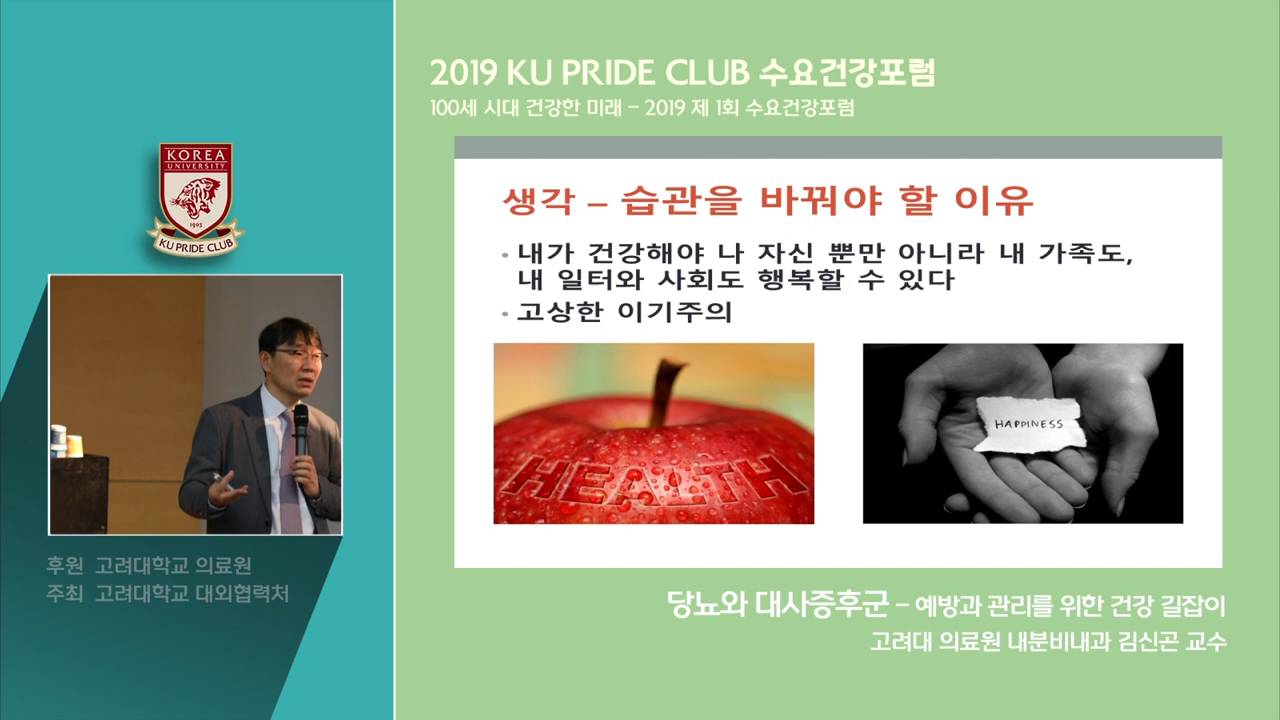 2019 KU PRIDE CLUB 수요건강포럼
100세 시대 건강한 미래 - 2019 제 1회 수요건강포럼
KOREA
UNIVERSITY
1905
KU PRIDE CLUB
생각 – 습관을 바꿔야 할 이유
• 내가 건강해야 나 자신 뿐만 아니라 내 가족도,
내 일터와 사회도 행복할 수 있다
• 고상한 이기주의
HEALTH
HAPPINESS
후원 고려대학교 의료원
주최 고려대학교 대외협력처
당뇨와 대사증후군 - 예방과 관리를 위한 건강 길잡이
고려대 의료원 내분비내과 김신곤 교수